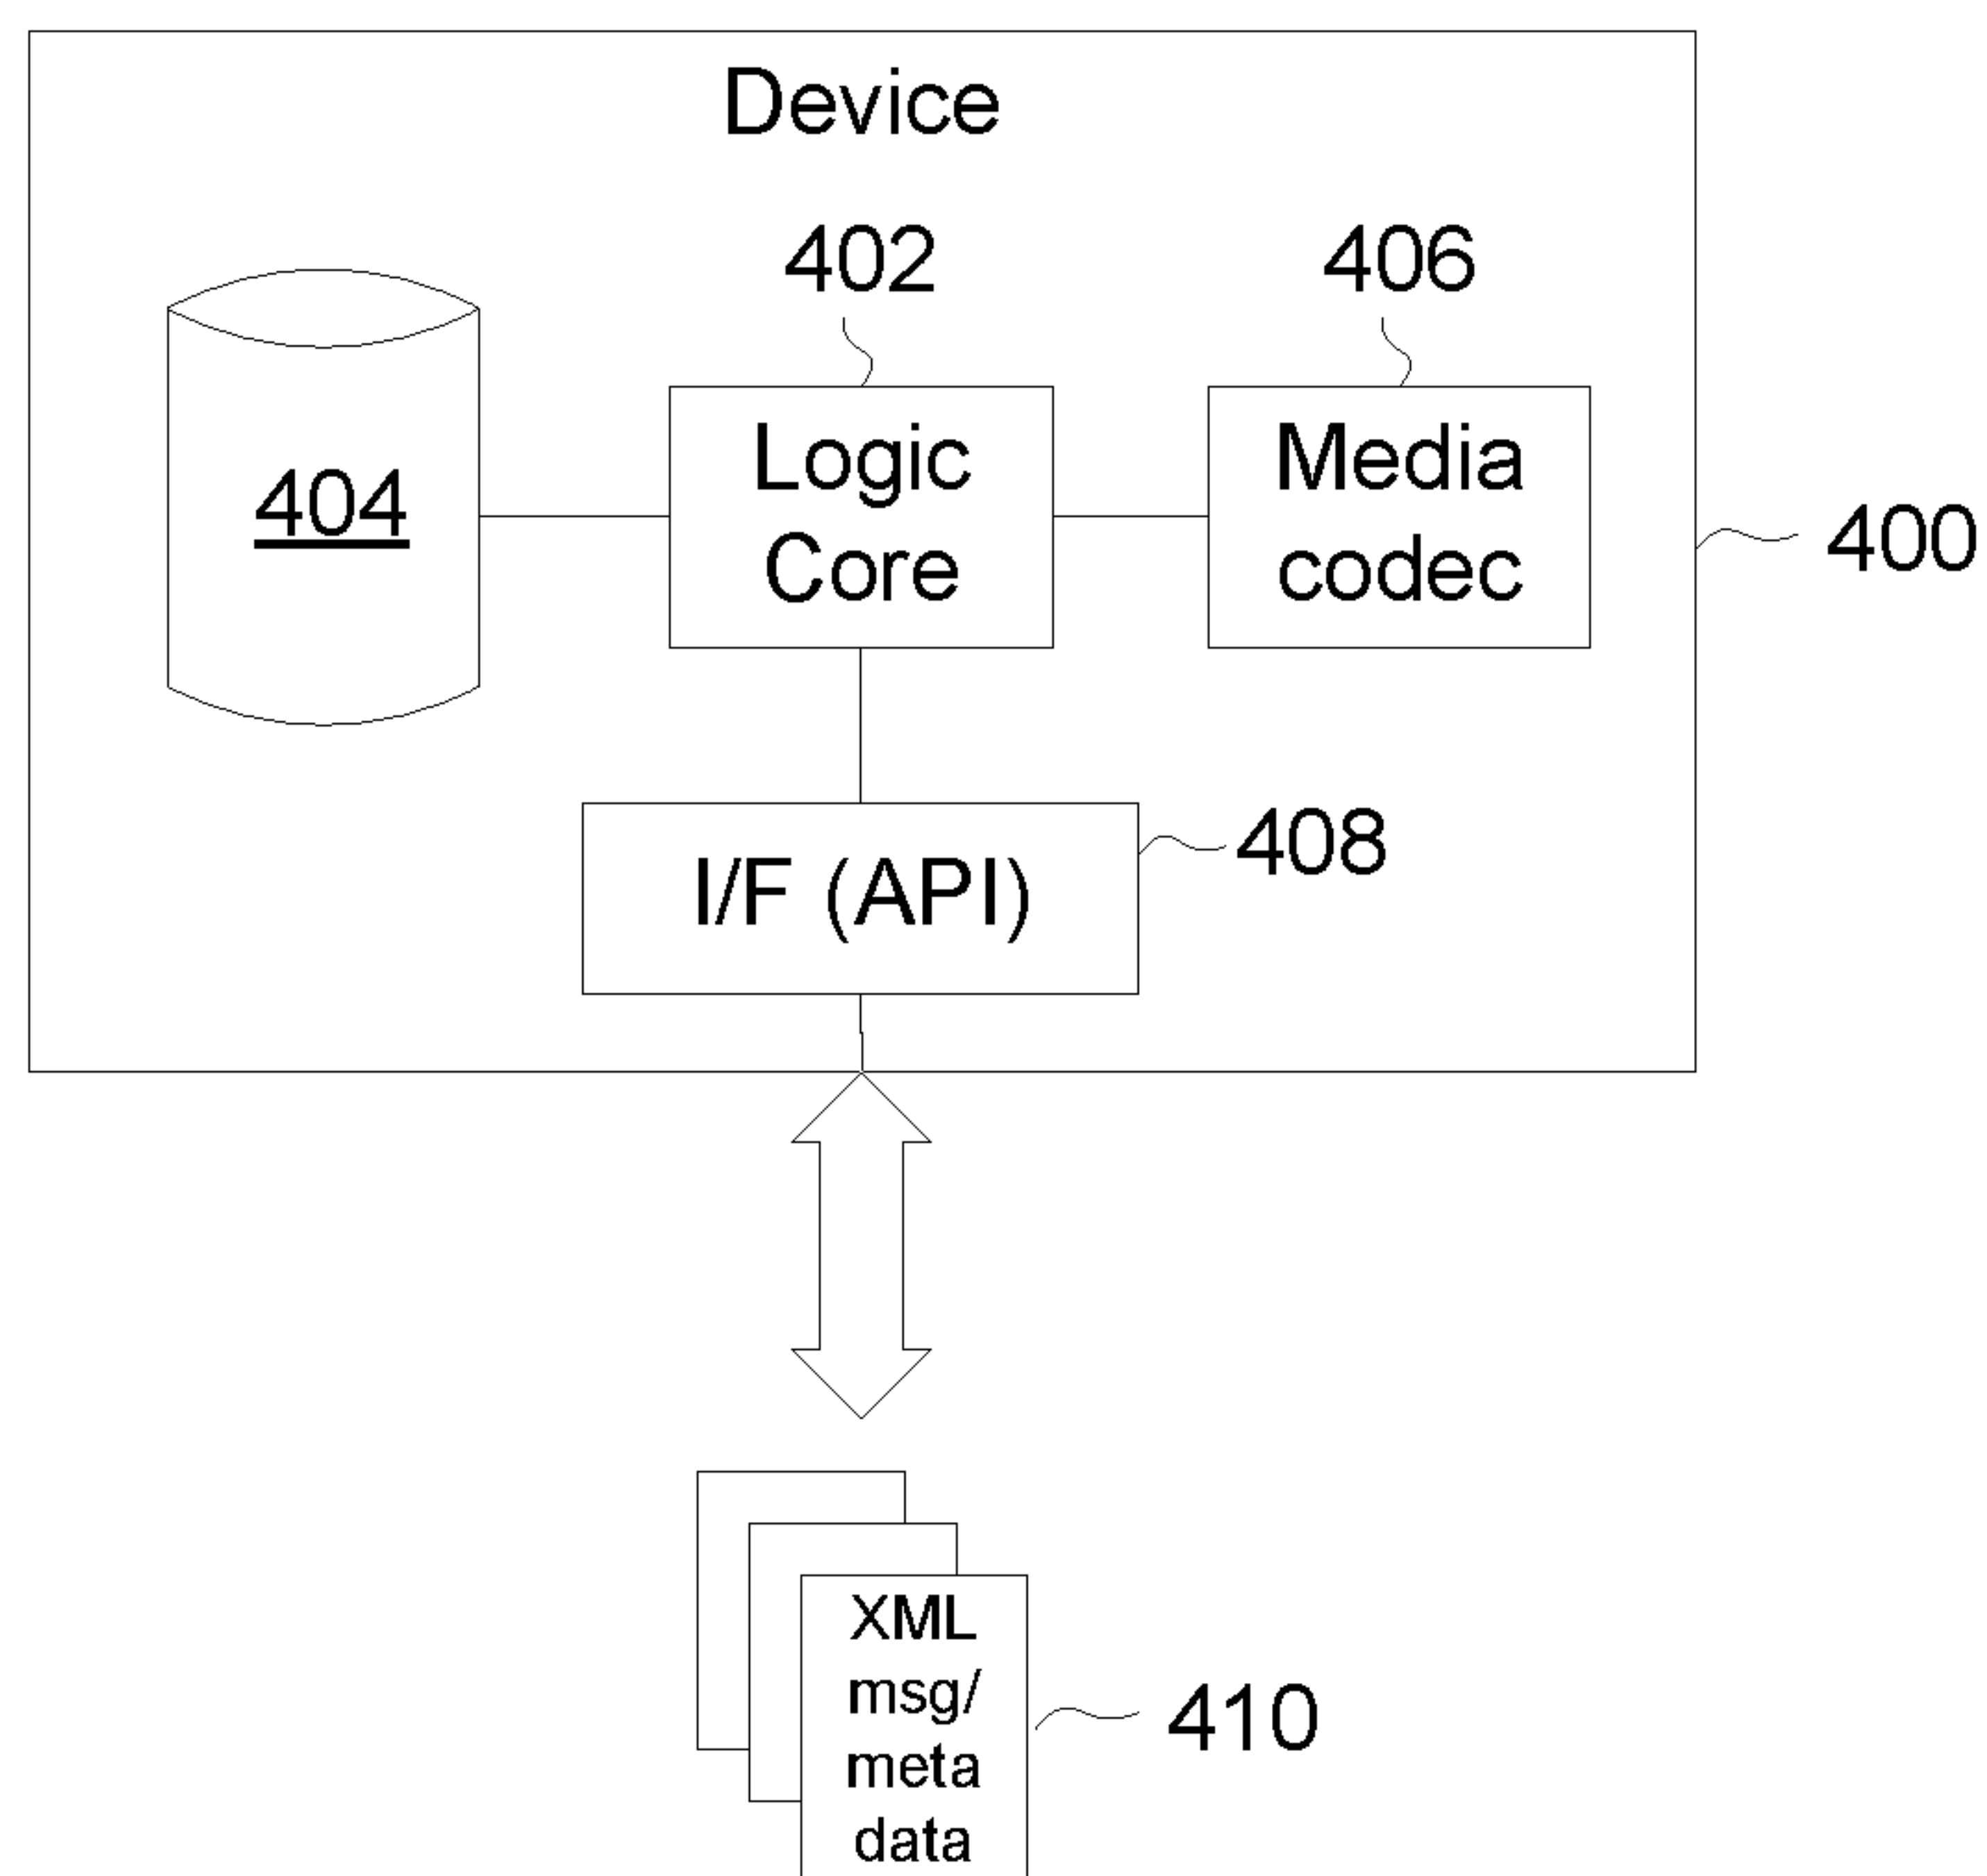 Device
402
406
404
Logic
Core
Media
codec
400
I/F (API)
408
XML
msg/
meta
data
410